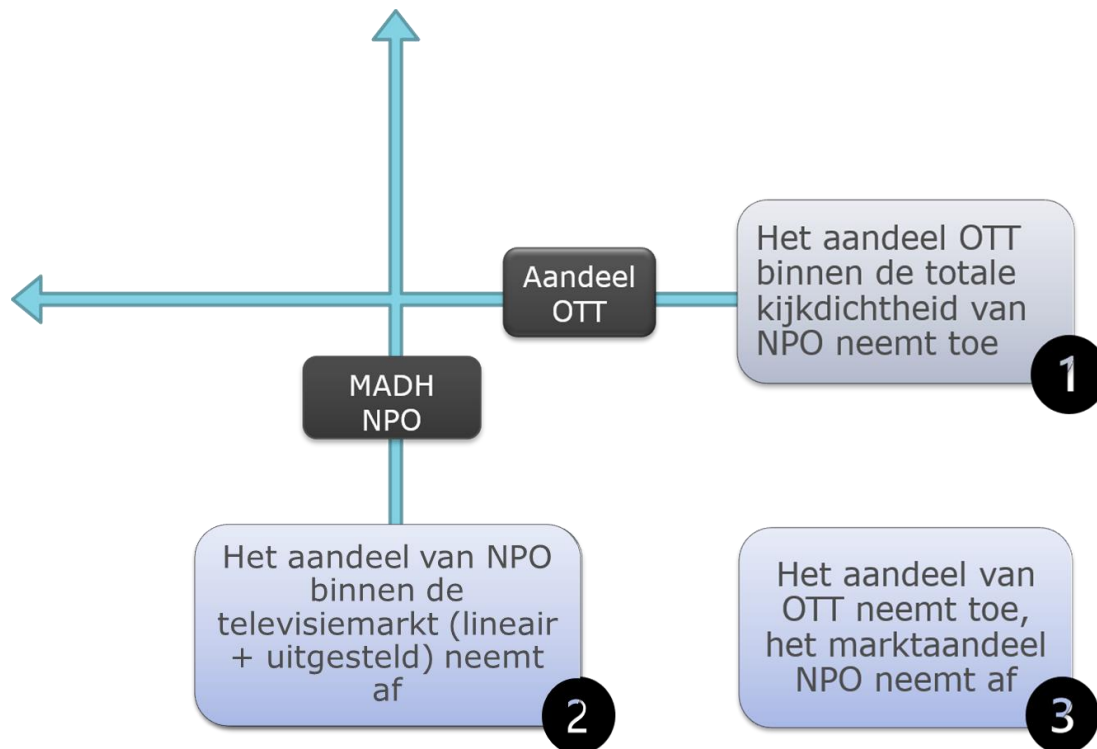 Het aandeel OTT
binnen de totale
kijkdichtheid van
NPO neemt toe
1
Aandeel
OTT
MADH
NPO
Het aandeel van NPO
binnen de
televisiemarkt (lineair
+ uitgesteld) neemt
af
2
Het aandeel van
OTT neemt toe,
het marktaandeel
NPO neemt af
3